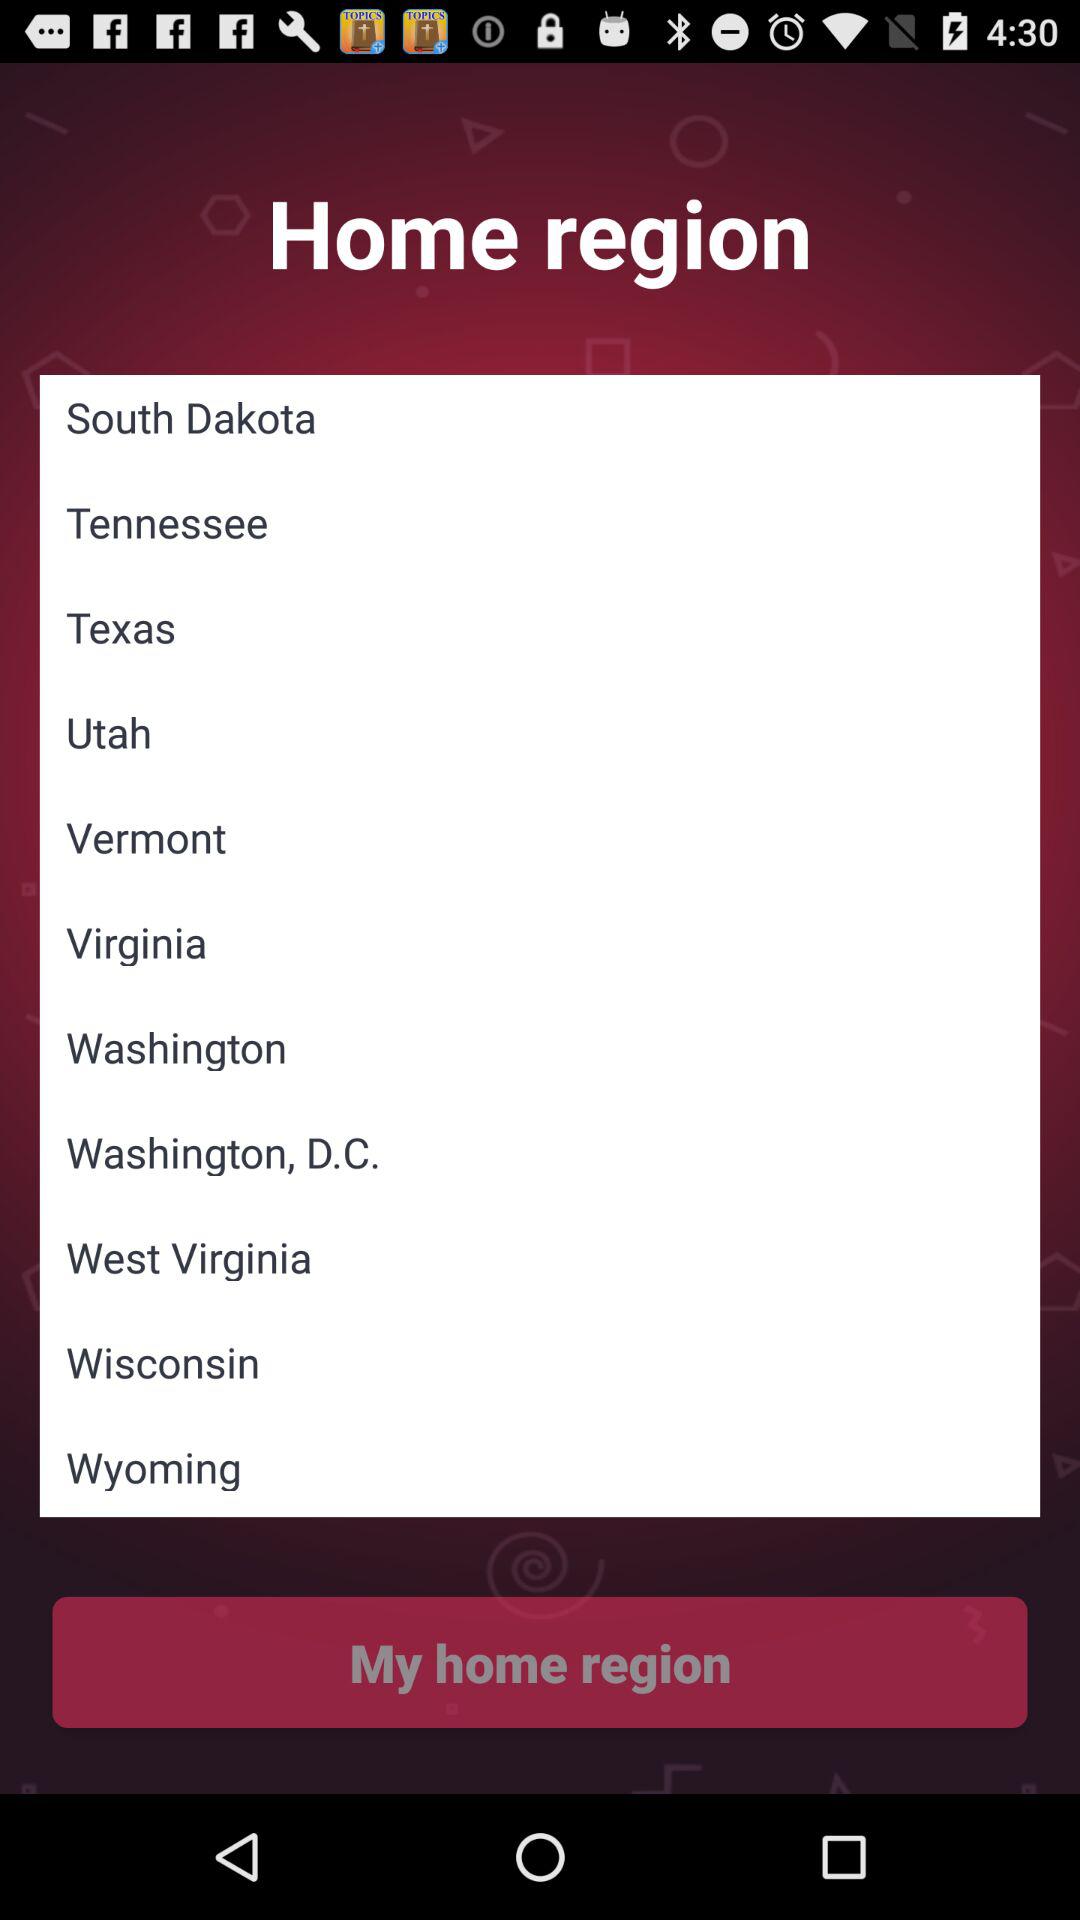 TOPICS TOPICS 4:30
Home region
South Dakota
Tennessee
Texas
Utah
Vermont
Virginia
Washington
Washington, D.C.
West Virginia
Wisconsin
Wyoming
My home region